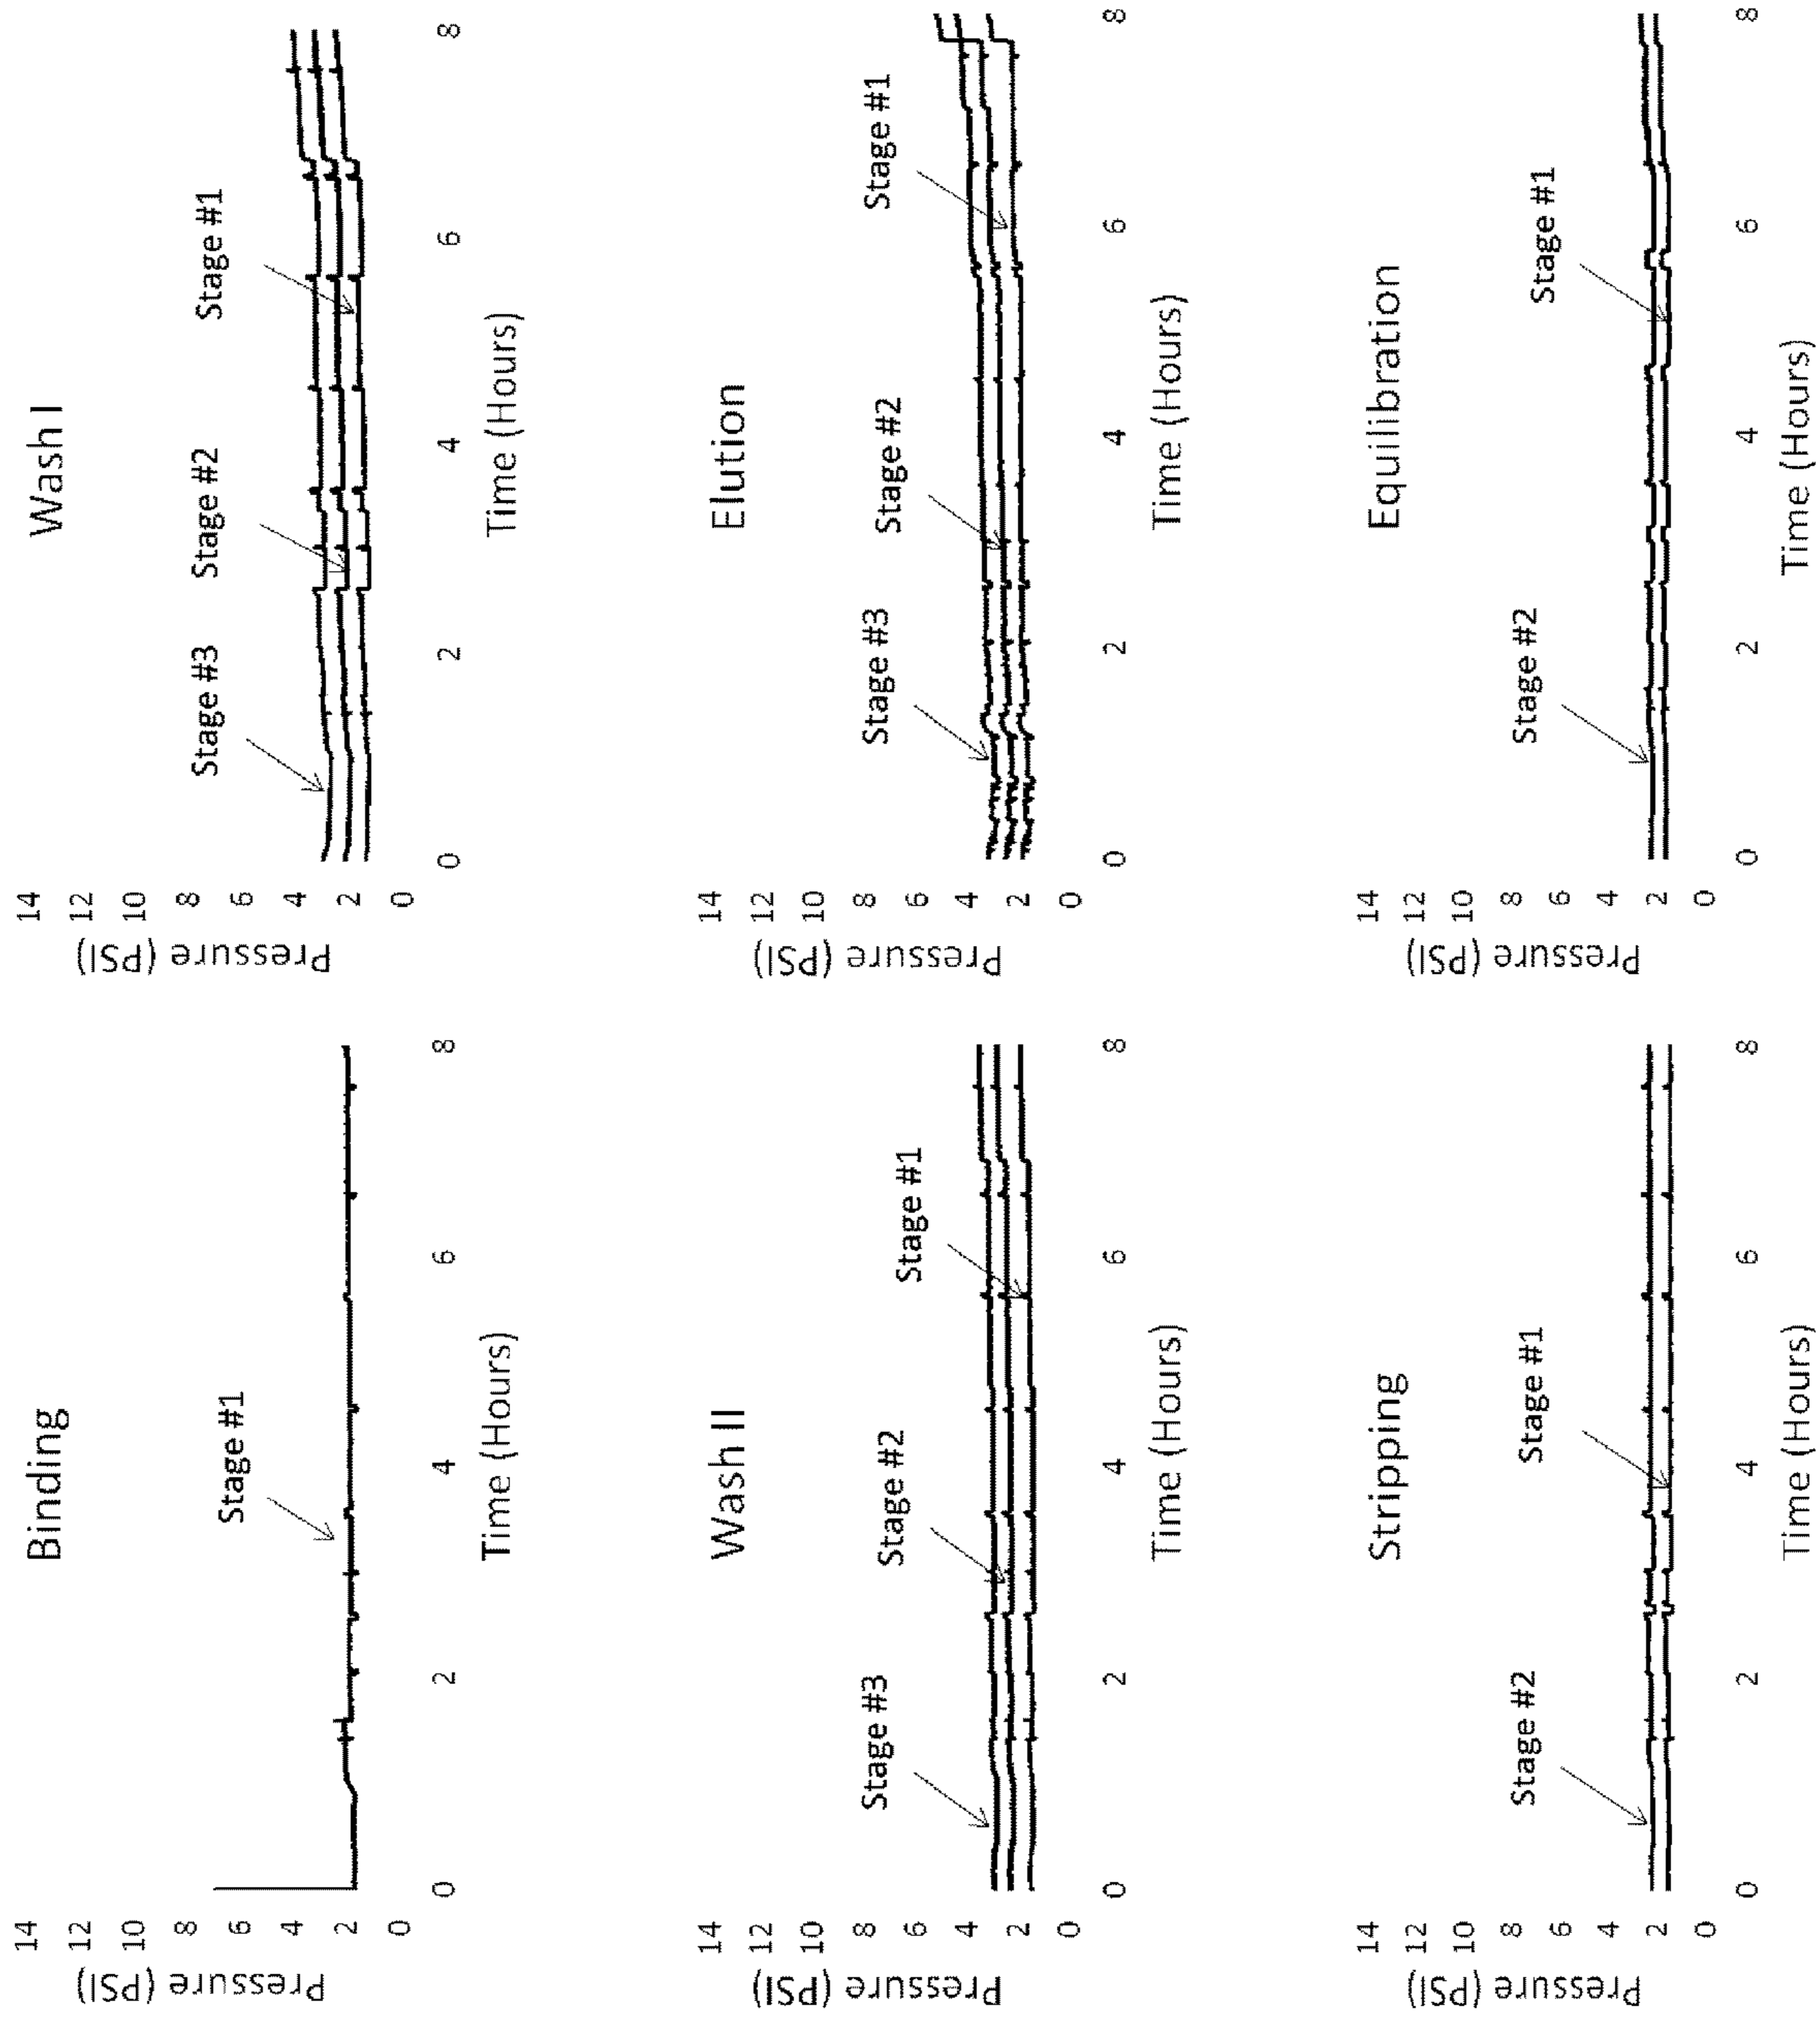 Binding
Pressure (PSI)
14
12
10
8
6
4
2
0
Stage #1
0
2
4
6
8
Time (Hours)
Wash I
Pressure (PSI)
14
12
10
8
6
4
2
0
Stage #3
Stage #2
Stage #1
0
2
4
6
8
Time (Hours)
Wash II
Pressure (PSI)
14
12
10
8
6
4
2
0
Stage #3
Stage #2
Stage #1
0
2
4
6
8
Time (Hours)
Elution
Pressure (PSI)
14
12
10
8
6
4
2
0
Stage #3
Stage #2
Stage #1
0
2
4
6
8
Time (Hours)
Stripping
Pressure (PSI)
14
12
10
8
6
4
2
0
Stage #2
Stage #1
0
2
4
6
8
Time (Hours)
Equilibration
Pressure (PSI)
14
12
10
8
6
4
2
0
Stage #2
Stage #1
0
2
4
6
8
Time (Hours)